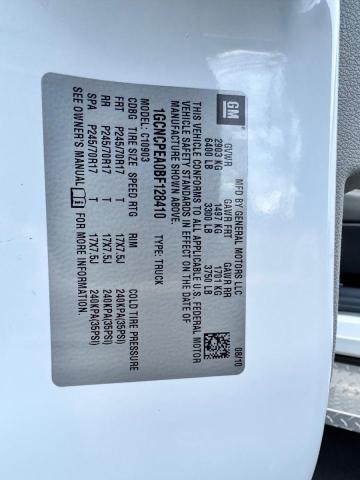 GM
MFD BY GENERAL MOTORS LLC 08/10
GVWR GAWR FRT GAWR RR
2903 KG 1497 KG 1701 KG
6400 LB 3300 LB 3750 LB
THIS VEHICLE CONFORMS TO ALL APPLICABLE U.S. FEDERAL MOTOR
VEHICLE SAFETY STANDARDS IN EFFECT ON THE DATE OF
MANUFACTURE SHOWN ABOVE.
1GCNCPEA0BF128410 TYPE: TRUCK
C10903
COBG TIRE SIZE SPEED RTG RIM COLD TIRE PRESSURE
FRT P245/70R17 T 17X7.5J 240KPA(35PSI)
RR P245/70R17 T 17X7.5J 240KPA(35PSI)
SPA P245/70R17 T 17X7.5J 240KPA(35PSI)
SEE OWNER'S MANUAL FOR MORE INFORMATION.